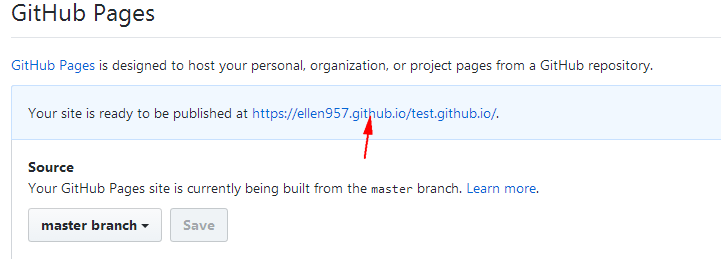 GitHub Pages
GitHub Pages is designed to host your personal, organization, or project pages from a GitHub repository.
Your site is ready to be published at https://ellen957.github.io/test.github.io/.
Source
Your GitHub Pages site is currently being built from the master branch. Learn more.
master branch Save